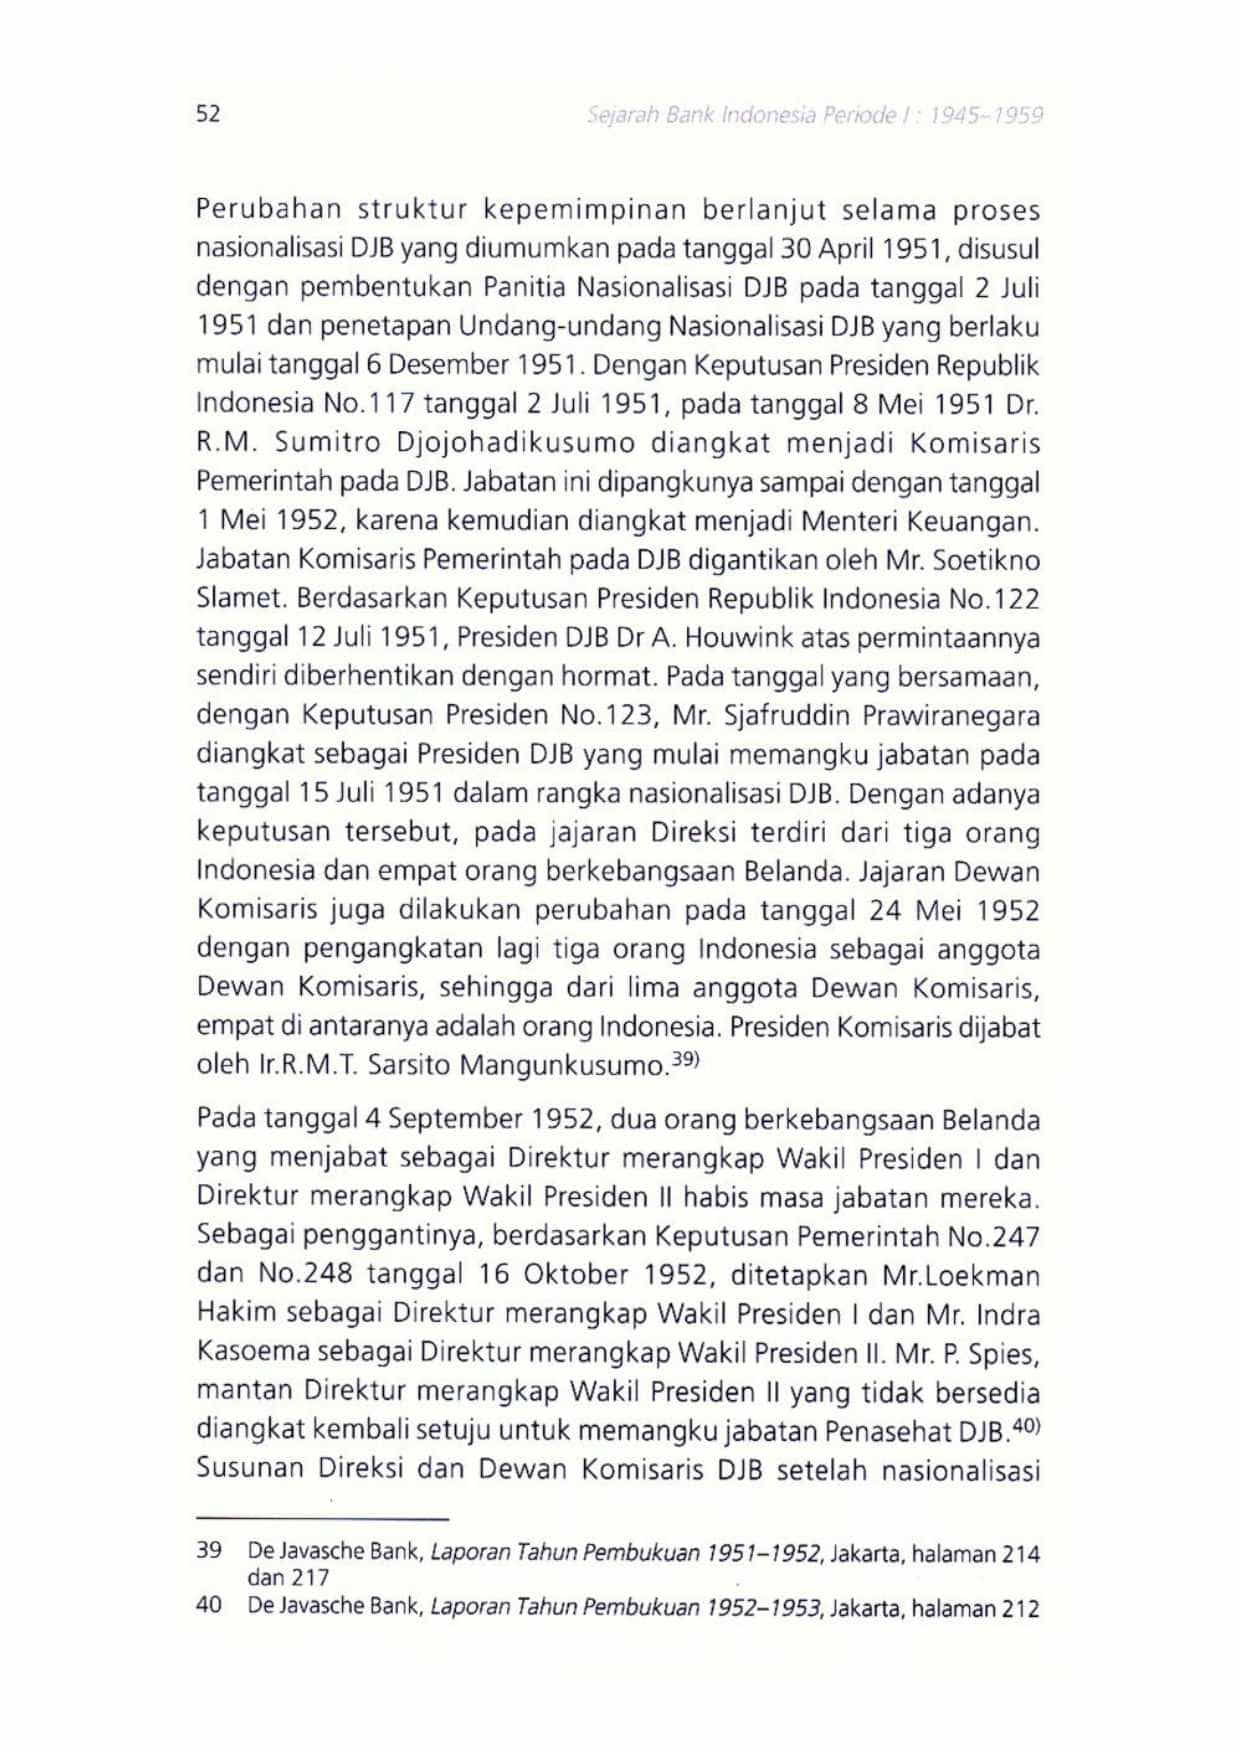 52
Sejarah Bank Indonesia Periode I : 1945–1959
Perubahan struktur kepemimpinan berlanjut selama proses
nasionalisasi DJB yang diumumkan pada tanggal 30 April 1951, disusul
dengan pembentukan Panitia Nasionalisasi DJB pada tanggal 2 Juli
1951 dan penetapan Undang-undang Nasionalisasi DJB yang berlaku
mulai tanggal 6 Desember 1951. Dengan Keputusan Presiden Republik
Indonesia No.117 tanggal 2 Juli 1951, pada tanggal 8 Mei 1951 Dr.
R.M. Sumitro Djojohadikusumo diangkat menjadi Komisaris
Pemerintah pada DJB. Jabatan ini dipangkunya sampai dengan tanggal
1 Mei 1952, karena kemudian diangkat menjadi Menteri Keuangan.
Jabatan Komisaris Pemerintah pada DJB digantikan oleh Mr. Soetikno
Slamet. Berdasarkan Keputusan Presiden Republik Indonesia No.122
tanggal 12 Juli 1951, Presiden DJB Dr A. Houwink atas permintaannya
sendiri diberhentikan dengan hormat. Pada tanggal yang bersamaan,
dengan Keputusan Presiden No.123, Mr. Sjafruddin Prawiranegara
diangkat sebagai Presiden DJB yang mulai memangku jabatan pada
tanggal 15 Juli 1951 dalam rangka nasionalisasi DJB. Dengan adanya
keputusan tersebut, pada jajaran Direksi terdiri dari tiga orang
Indonesia dan empat orang berkebangsaan Belanda. Jajaran Dewan
Komisaris juga dilakukan perubahan pada tanggal 24 Mei 1952
dengan pengangkatan lagi tiga orang Indonesia sebagai anggota
Dewan Komisaris, sehingga dari lima anggota Dewan Komisaris,
empat di antaranya adalah orang Indonesia. Presiden Komisaris dijabat
oleh Ir.R.M.T. Sarsito Mangunkusumo.39)
Pada tanggal 4 September 1952, dua orang berkebangsaan Belanda
yang menjabat sebagai Direktur merangkap Wakil Presiden I dan
Direktur merangkap Wakil Presiden II habis masa jabatan mereka.
Sebagai penggantinya, berdasarkan Keputusan Pemerintah No.247
dan No.248 tanggal 16 Oktober 1952, ditetapkan Mr.Loekman
Hakim sebagai Direktur merangkap Wakil Presiden I dan Mr. Indra
Kasoema sebagai Direktur merangkap Wakil Presiden II. Mr. P. Spies,
mantan Direktur merangkap Wakil Presiden II yang tidak bersedia
diangkat kembali setuju untuk memangku jabatan Penasehat DJB.40)
Susunan Direksi dan Dewan Komisaris DJB setelah nasionalisasi
39 De Javasche Bank, Laporan Tahun Pembukuan 1951–1952, Jakarta, halaman 214
dan 217
40 De Javasche Bank, Laporan Tahun Pembukuan 1952–1953, Jakarta, halaman 212